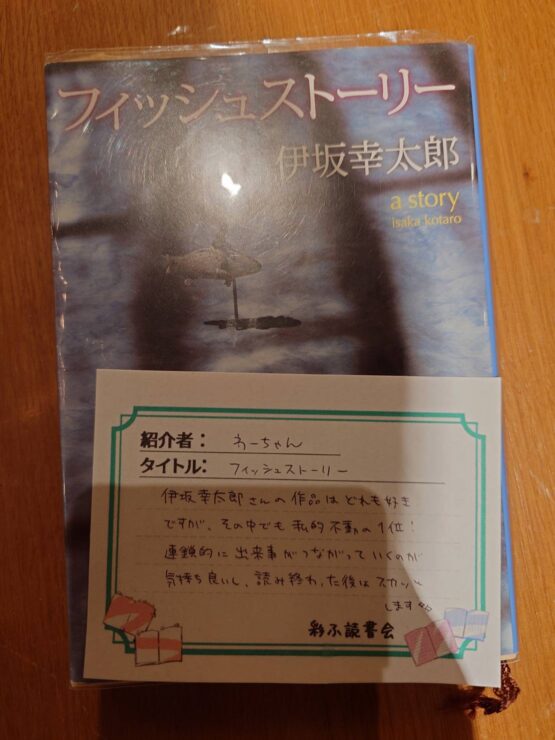 フィッシュストーリー
伊坂幸太郎
a story
isaka kotaro
紹介者： わーちゃん
タイトル： フィッシュストーリー
伊坂幸太郎さんの作品はどれも好き
ですが、その中でも私的不動の1位！
連鎖的に出来事がつながっていくのが
気持ち良いし、読み終わった後はスカッと
します
彩ふ読書会